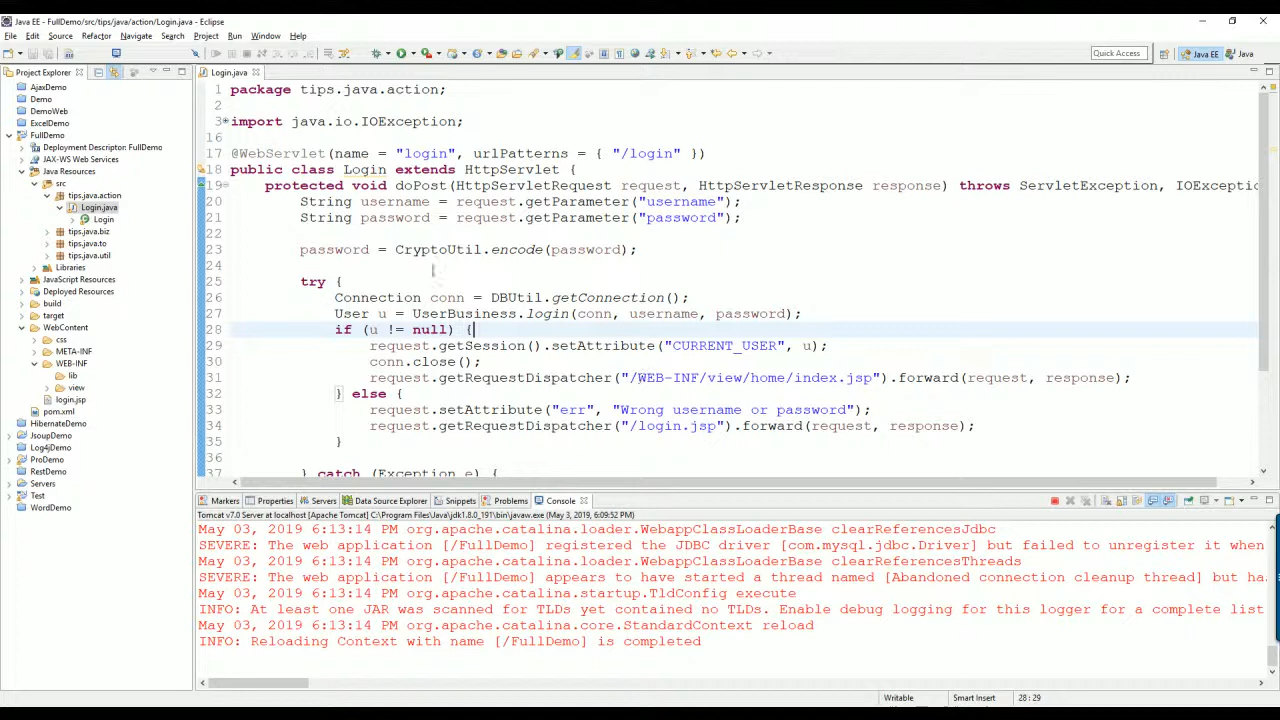 Java EE - FullDemo/src/tips/java/action/Login.java - Eclipse
File Edit Source Refactor Navigate Search Project Run Window Help
Quick Access Java EE Java
Project Explorer
AjaxDemo
Demo
DemoWeb
ExcelDemo
FullDemo
Deployment Descriptor: FullDemo
JAX-WS Web Services
Java Resources
src
tips.java.action
Login.java
Login
tips.java.biz
tips.java.to
tips.java.util
Libraries
JavaScript Resources
Deployed Resources
build
target
WebContent
css
META-INF
WEB-INF
lib
view
login.jsp
pom.xml
HibernateDemo
JsoupDemo
Log4jDemo
ProDemo
RestDemo
Servers
Test
WordDemo
Login.java
1 package tips.java.action;
2
3 import java.io.IOException;
16
17 @WebServlet(name = "login", urlPatterns = { "/login" })
18 public class Login extends HttpServlet {
19 protected void doPost(HttpServletRequest request, HttpServletResponse response) throws ServletException, IOExce
20 String username = request.getParameter("username");
21 String password = request.getParameter("password");
22
23 password = CryptoUtil.encode(password);
24
25 try {
26 Connection conn = DBUtil.getConnection();
27 User u = UserBusiness.login(conn, username, password);
28 if (u != null) {
29 request.getSession().setAttribute("CURRENT_USER", u);
30 conn.close();
31 request.getRequestDispatcher("/WEB-INF/view/home/index.jsp").forward(request, response);
32 } else {
33 request.setAttribute("err", "Wrong username or password");
34 request.getRequestDispatcher("/login.jsp").forward(request, response);
35 }
36
37 } catch (Exception e) {
Markers Properties Servers Data Source Explorer Snippets Problems Console
Tomcat v7.0 Server at localhost [Apache Tomcat] C:\Program Files\Java\jdk1.8.0_191\bin\javaw.exe (May 3, 2019, 6:09:52 PM)
May 03, 2019 6:13:14 PM org.apache.catalina.loader.WebappClassLoaderBase clearReferencesJdbc
SEVERE: The web application [/FullDemo] registered the JDBC driver [com.mysql.jdbc.Driver] but failed to unregister it when
May 03, 2019 6:13:14 PM org.apache.catalina.loader.WebappClassLoaderBase clearReferencesThreads
SEVERE: The web application [/FullDemo] appears to have started a thread named [Abandoned connection cleanup thread] but ha
May 03, 2019 6:13:14 PM org.apache.catalina.startup.TldConfig execute
INFO: At least one JAR was scanned for TLDs yet contained no TLDs. Enable debug logging for this logger for a complete list
May 03, 2019 6:13:14 PM org.apache.catalina.core.StandardContext reload
INFO: Reloading Context with name [/FullDemo] is completed
Writable Smart Insert 28 : 29